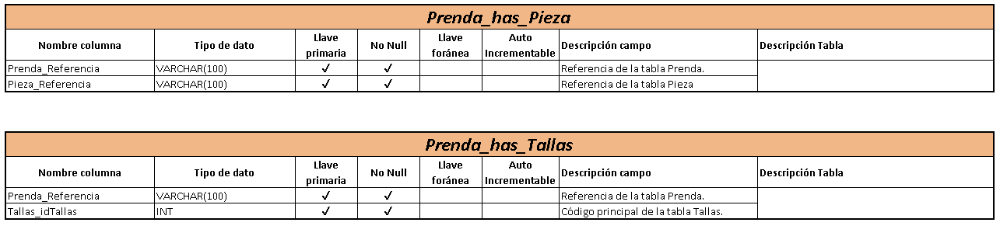 Prenda_has_Pieza
Nombre columna Tipo de dato Llave primaria No Null Llave foránea Auto Incrementable Descripción campo Descripción Tabla
Prenda_Referencia VARCHAR(100) ✓ ✓ Referencia de la tabla Prenda.
Pieza_Referencia VARCHAR(100) ✓ ✓ Referencia de la tabla Pieza
Prenda_has_Tallas
Nombre columna Tipo de dato Llave primaria No Null Llave foránea Auto Incrementable Descripción campo Descripción Tabla
Prenda_Referencia VARCHAR(100) ✓ ✓ Referencia de la tabla Prenda.
Tallas_idTallas INT ✓ ✓ Código principal de la tabla Tallas.